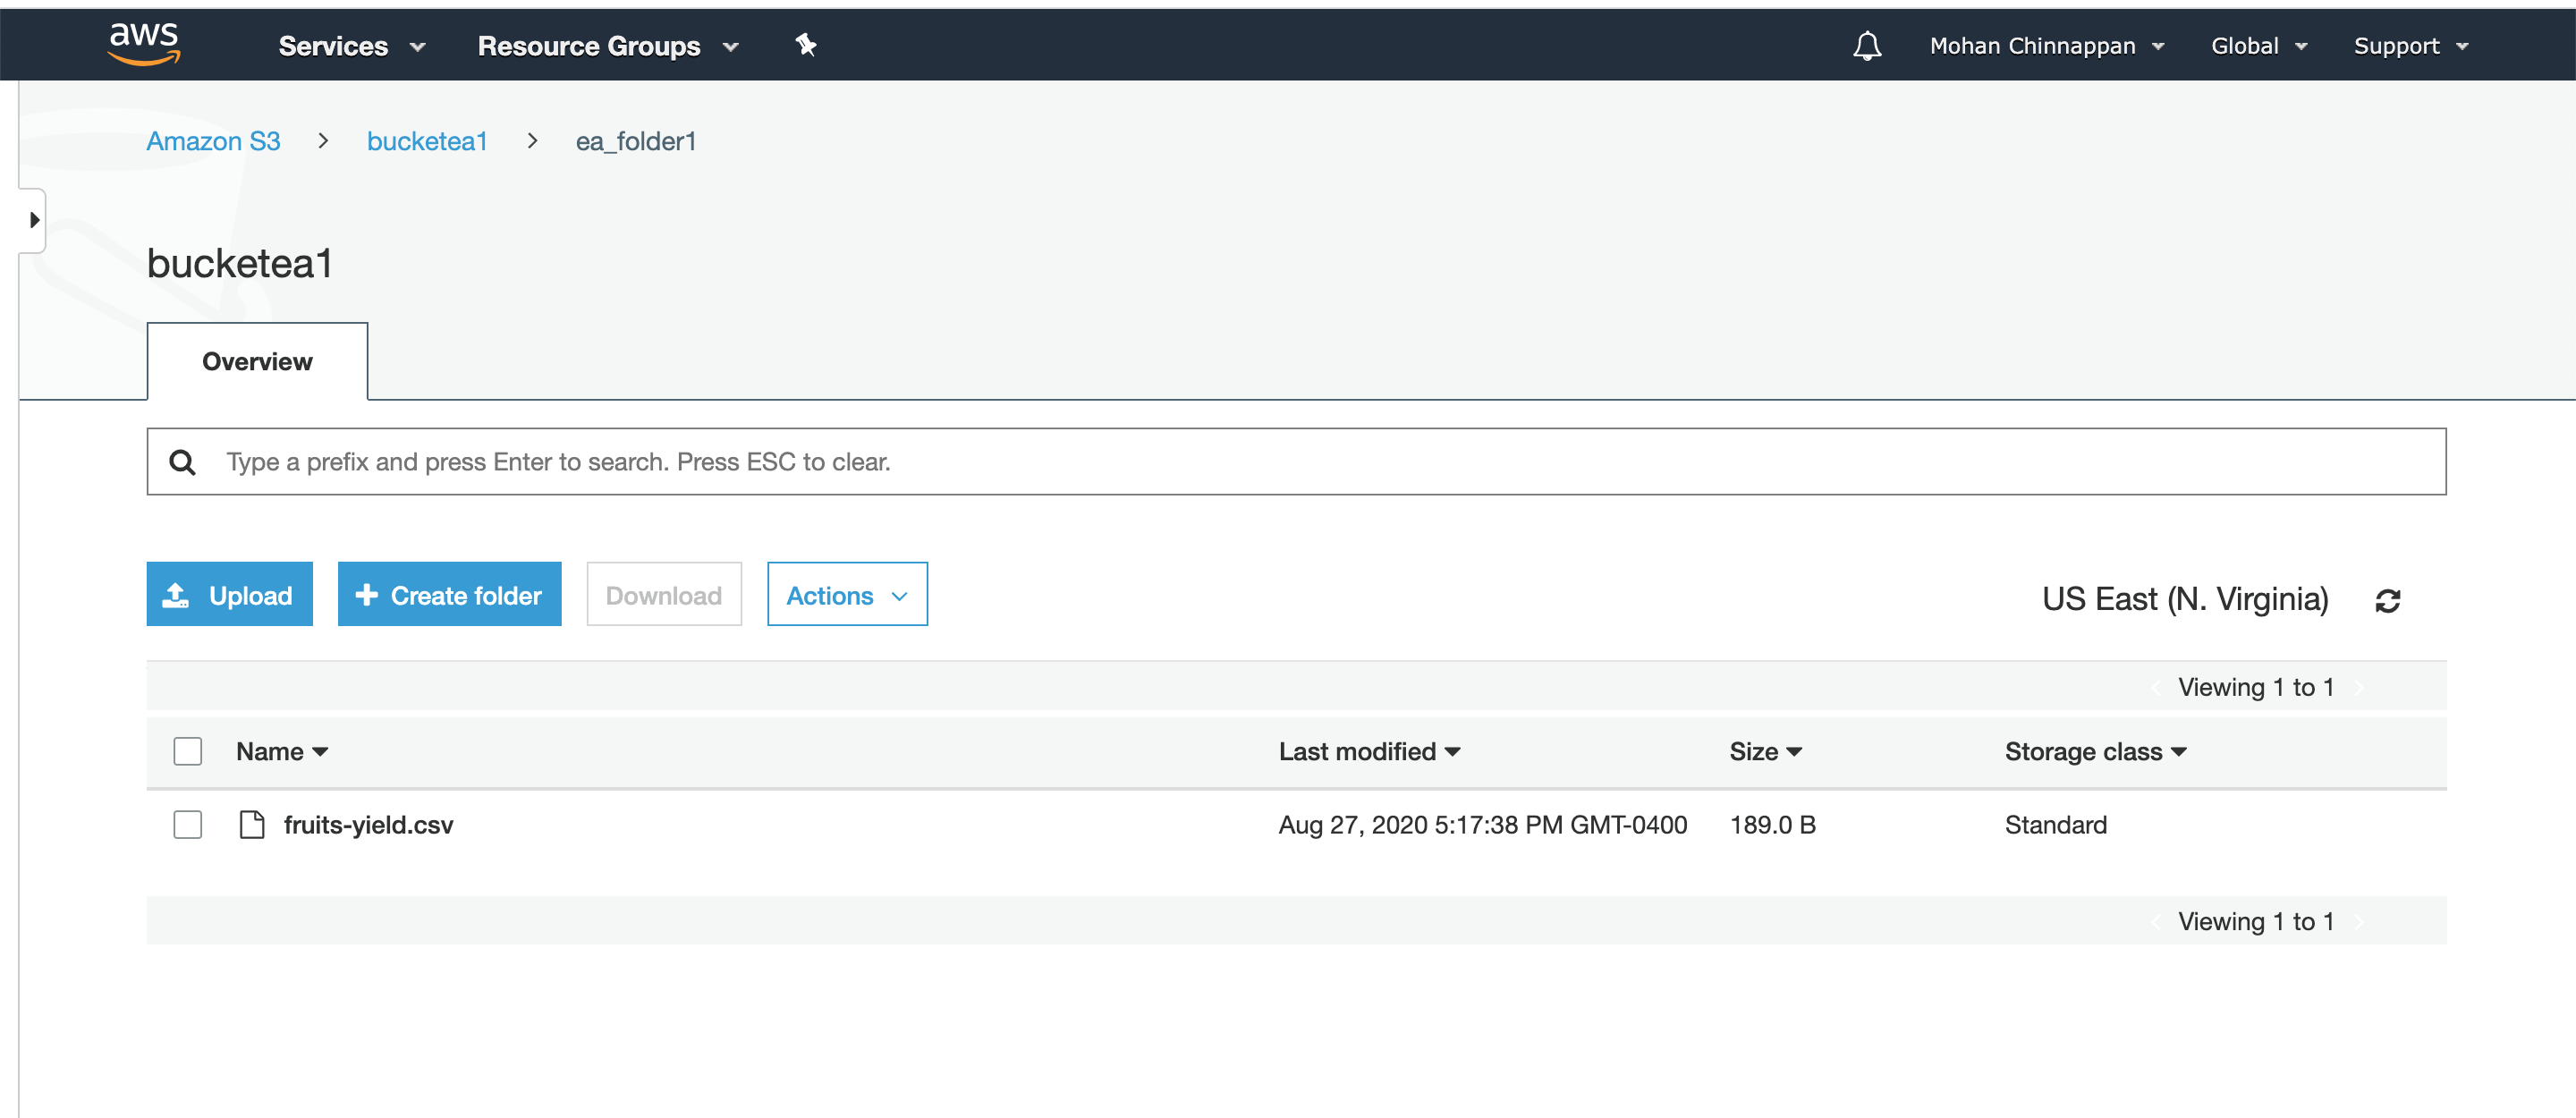 aws Services Resource Groups Mohan Chinnappan Global Support
Amazon S3 > bucketea1 > ea_folder1
bucketea1
Overview
Type a prefix and press Enter to search. Press ESC to clear.
Upload Create folder Download Actions US East (N. Virginia)
Viewing 1 to 1
Name Last modified Size Storage class
fruits-yield.csv Aug 27, 2020 5:17:38 PM GMT-0400 189.0 B Standard
Viewing 1 to 1